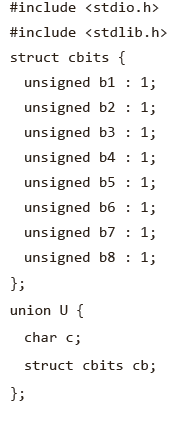 #include <stdio.h>
#include <stdlib.h>
struct cbits {
  unsigned b1 : 1;
  unsigned b2 : 1;
  unsigned b3 : 1;
  unsigned b4 : 1;
  unsigned b5 : 1;
  unsigned b6 : 1;
  unsigned b7 : 1;
  unsigned b8 : 1;
};
union U {
  char c;
  struct cbits cb;
};